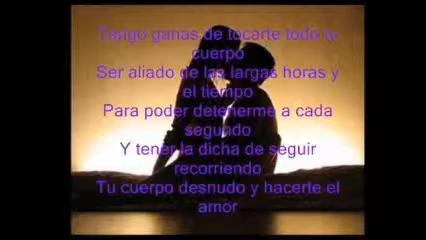 Tengo ganas de tocarte todo tu
cuerpo
Ser aliado de las largas horas y
el tiempo
Para poder detenerme a cada
segundo
Y tener la dicha de seguir
recorriendo
Tu cuerpo desnudo y hacerte el
amor